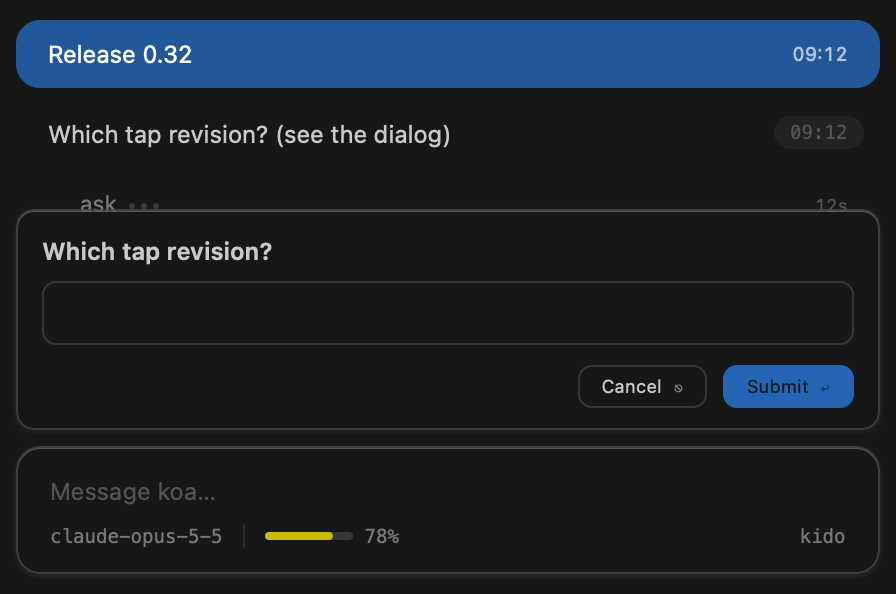 Release 0.32 09:12
Which tap revision? (see the dialog) 09:12
ask ••• 12s
Which tap revision?
Cancel ⎋ Submit ↩
Message koa…
claude-opus-5-5 78% kido